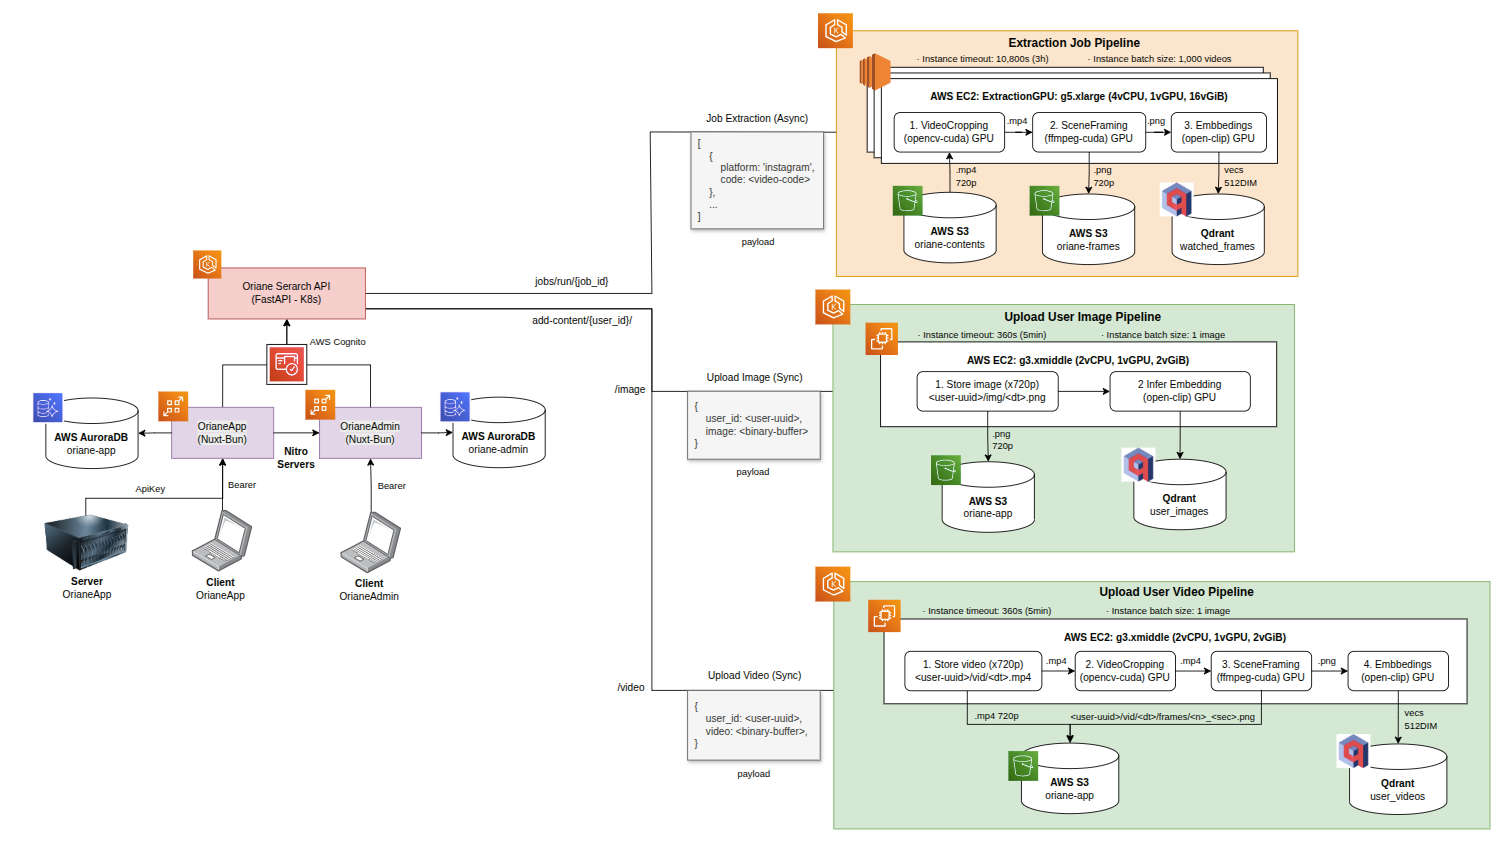 Extraction Job Pipeline
· Instance timeout: 10,800s (3h)
· Instance batch size: 1,000 videos
AWS EC2: ExtractionGPU: g5.xlarge (4vCPU, 1vGPU, 16vGiB)
1. VideoCropping
(opencv-cuda) GPU
.mp4
2. SceneFraming
(ffmpeg-cuda) GPU
.png
3. Embbedings
(open-clip) GPU
.mp4
720p
.png
720p
vecs
512DIM
AWS S3
oriane-contents
AWS S3
oriane-frames
Qdrant
watched_frames
Job Extraction (Async)
[
{
platform: 'instagram',
code: <video-code>
},
...
]
payload
Oriane Serarch API
(FastAPI - K8s)
jobs/run/{job_id}
add-content/{user_id}/
AWS Cognito
/image
/video
AWS AuroraDB
oriane-app
OrianeApp
(Nuxt-Bun)
Nitro
Servers
OrianeAdmin
(Nuxt-Bun)
AWS AuroraDB
oriane-admin
ApiKey
Bearer
Bearer
Server
OrianeApp
Client
OrianeApp
Client
OrianeAdmin
Upload Image (Sync)
{
user_id: <user-uuid>,
image: <binary-buffer>
}
payload
Upload User Image Pipeline
· Instance timeout: 360s (5min)
· Instance batch size: 1 image
AWS EC2: g3.xmiddle (2vCPU, 1vGPU, 2vGiB)
1. Store image (x720p)
<user-uuid>/img/<dt>.png
2 Infer Embedding
(open-clip) GPU
.png
720p
AWS S3
oriane-app
Qdrant
user_images
Upload Video (Sync)
{
user_id: <user-uuid>,
video: <binary-buffer>,
}
payload
Upload User Video Pipeline
· Instance timeout: 360s (5min)
· Instance batch size: 1 image
AWS EC2: g3.xmiddle (2vCPU, 1vGPU, 2vGiB)
1. Store video (x720p)
<user-uuid>/vid/<dt>.mp4
.mp4
2. VideoCropping
(opencv-cuda) GPU
.mp4
3. SceneFraming
(ffmpeg-cuda) GPU
.png
4. Embbedings
(open-clip) GPU
.mp4 720p
<user-uuid>/vid/<dt>/frames/<n>_<sec>.png
vecs
512DIM
AWS S3
oriane-app
Qdrant
user_videos